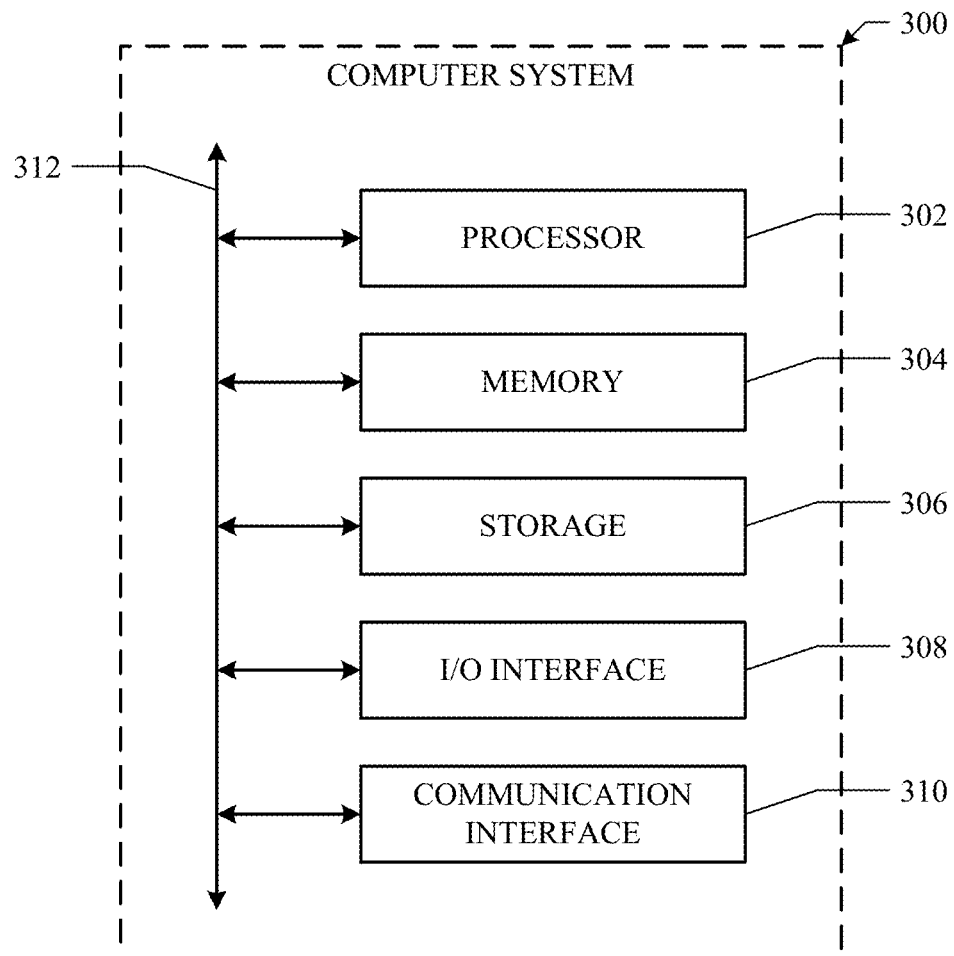 300
COMPUTER SYSTEM
312
PROCESSOR
302
MEMORY
304
STORAGE
306
I/O INTERFACE
308
COMMUNICATION
INTERFACE
310